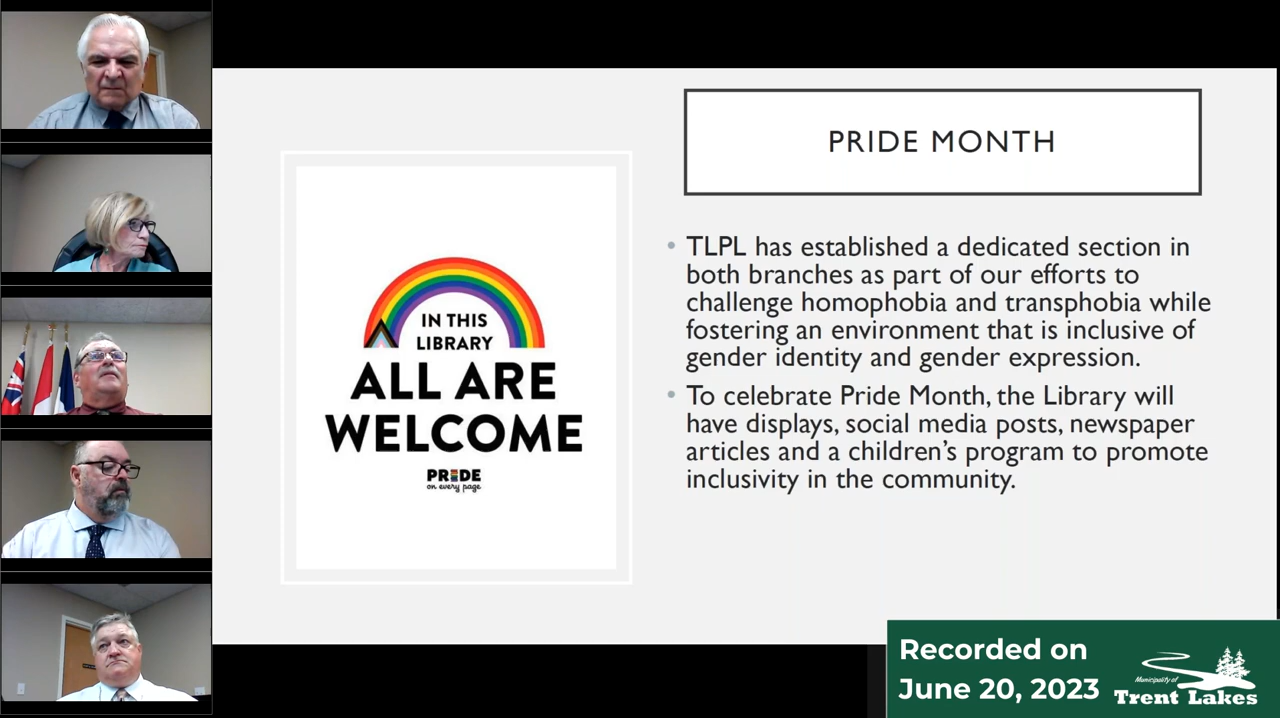 PRIDE MONTH
IN THIS
LIBRARY
ALL ARE
WELCOME
PRIDE
on every page
• TLPL has established a dedicated section in
both branches as part of our efforts to
challenge homophobia and transphobia while
fostering an environment that is inclusive of
gender identity and gender expression.
• To celebrate Pride Month, the Library will
have displays, social media posts, newspaper
articles and a children's program to promote
inclusivity in the community.
Recorded on
June 20, 2023
Municipality of
Trent Lakes